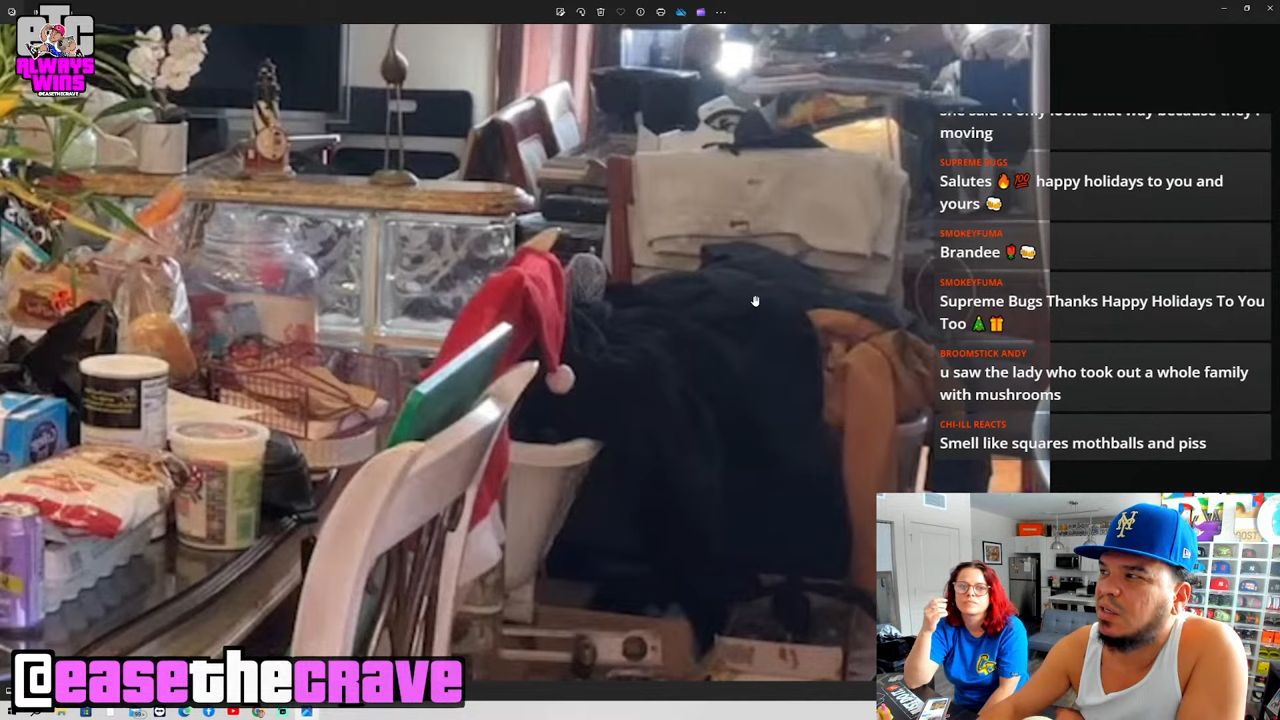 ETC
ALWAYS
WINS
@EASETHECRAVE
moving
SUPREME BUGS
Salutes 🔥💯 happy holidays to you and
yours 🍻
SMOKEYFUMA
Brandee 🌹🍻
SMOKEYFUMA
Supreme Bugs Thanks Happy Holidays To You
Too 🎄🎁
BROOMSTICK ANDY
u saw the lady who took out a whole family
with mushrooms
CHI-ILL REACTS
Smell like squares mothballs and piss
NY
@easethecrave